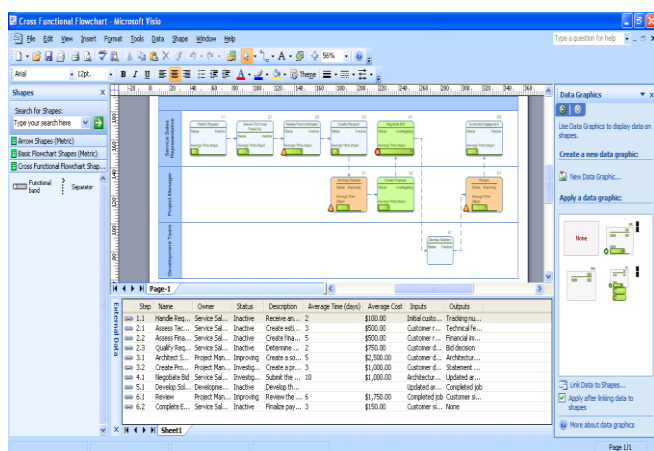 Cross Functional Flowchart - Microsoft Visio
File Edit View Insert Format Tools Data Shape Window Help
Type a question for help
56%
Arial 12pt. B I U Theme
Shapes
Search for Shapes:
Type your search here
Arrow Shapes (Metric)
Basic Flowchart Shapes (Metric)
Cross Functional Flowchart Shap...
Functional band
Separator
Service Sales Representative
Project Manager
Development Team
Page-1
Data Graphics
Use Data Graphics to display data on shapes.
Create a new data graphic:
New Data Graphic...
Apply a data graphic:
None
Link Data to Shapes...
Apply after linking data to shapes
More about data graphics
External Data
Step Name Owner Status Description Average Time (days) Average Cost Inputs Outputs
1.1 Handle Req... Service Sal... Inactive Receive an... 2 $100.00 Initial custo... Tracking nu...
2.1 Assess Tec... Service Sal... Inactive Create esti... 3 $500.00 Customer r... Technical fe...
2.2 Assess Fina... Service Sal... Inactive Create fina... 5 $500.00 Customer r... Financial im...
2.3 Qualify Req... Service Sal... Inactive Determine ... 2 $750.00 Customer d... Bid decision
3.1 Architect S... Project Man... Improving Create a so... 5 $2,500.00 Customer d... Architectur...
3.2 Create Pro... Project Man... Investig... Create a pr... 3 $1,000.00 Customer d... Statement ...
4.1 Negotiate Bid Service Sal... Investig... Submit the ... 10 $1,000.00 Architectur... Updated ar...
5.1 Develop Sol... Developme... Inactive Develop th... Updated ar... Completed job
6.1 Review Project Man... Improving Review the ... 6 $1,750.00 Completed job Customer si...
6.2 Complete E... Service Sal... Inactive Finalize pay... 3 $150.00 Customer si... None
Sheet1
Page 1/1